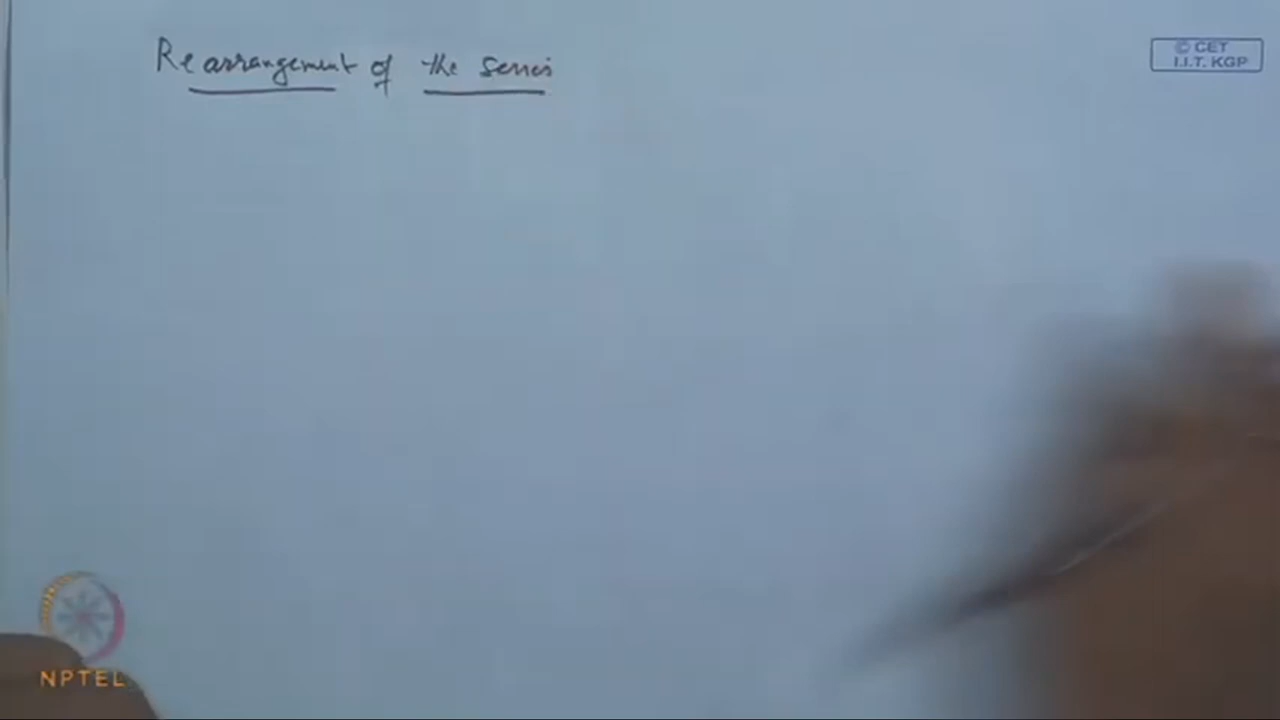 Rearrangement of the series
© CET
I.I.T. KGP
NPTEL